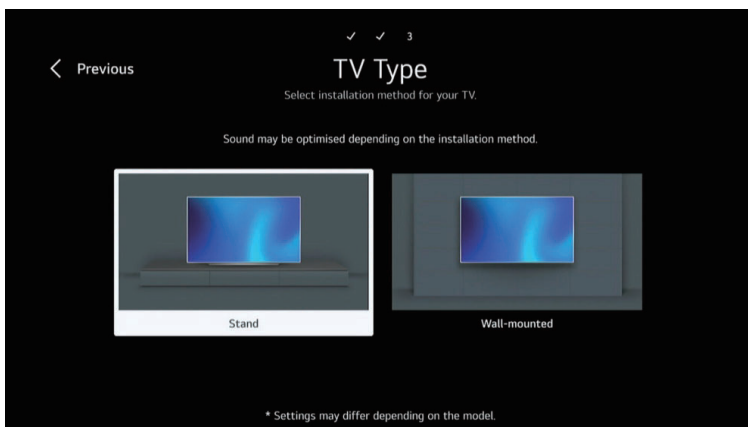 ✓ ✓ 3
Previous
TV Type
Select installation method for your TV.
Sound may be optimised depending on the installation method.
Stand
Wall-mounted
* Settings may differ depending on the model.